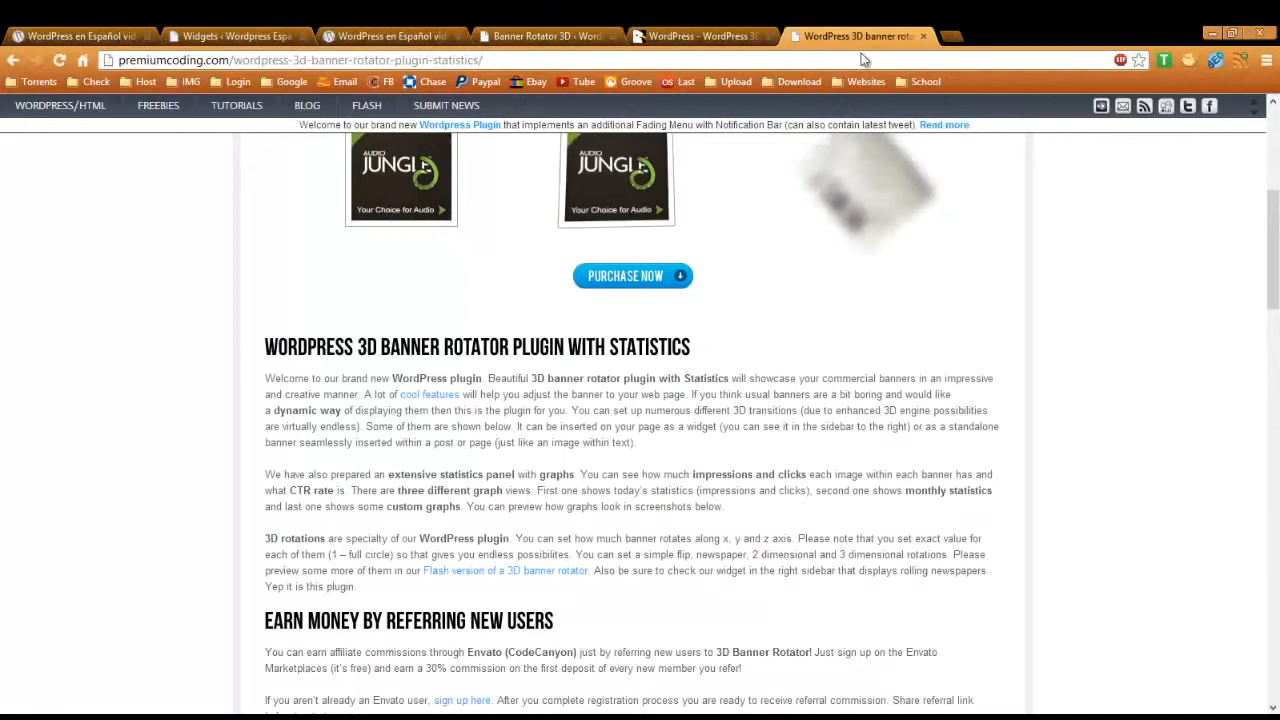 WordPress en Español vid
Widgets ‹ WordPress Espa
WordPress en Español vid
Banner Rotator 3D ‹ Word
WordPress - WordPress 3D
WordPress 3D banner rota
premiumcoding.com/wordpress-3d-banner-rotator-plugin-statistics/
Torrents Check Host IMG Login Google Email FB Chase Paypal Ebay Tube Groove Last Upload Download Websites School
WORDPRESS/HTML FREEBIES TUTORIALS BLOG FLASH SUBMIT NEWS
Welcome to our brand new Wordpress Plugin that implements an additional Fading Menu with Notification Bar (can also contain latest tweet). Read more.
AUDIO JUNGLE
Your Choice for Audio
AUDIO JUNGLE
Your Choice for Audio
PURCHASE NOW
WORDPRESS 3D BANNER ROTATOR PLUGIN WITH STATISTICS
Welcome to our brand new WordPress plugin. Beautiful 3D banner rotator plugin with Statistics will showcase your commercial banners in an impressive
and creative manner. A lot of cool features will help you adjust the banner to your web page. If you think usual banners are a bit boring and would like
a dynamic way of displaying them then this is the plugin for you. You can set up numerous different 3D transitions (due to enhanced 3D engine possibilities
are virtually endless). Some of them are shown below. It can be inserted on your page as a widget (you can see it in the sidebar to the right) or as a standalone
banner seamlessly inserted within a post or page (just like an image within text).
We have also prepared an extensive statistics panel with graphs. You can see how much impressions and clicks each image within each banner has and
what CTR rate is. There are three different graph views. First one shows today's statistics (impressions and clicks), second one shows monthly statistics
and last one shows some custom graphs. You can preview how graphs look in screenshots below.
3D rotations are specialty of our WordPress plugin. You can set how much banner rotates along x, y and z axis. Please note that you set exact value for
each of them (1 – full circle) so that gives you endless possibilites. You can set a simple flip, newspaper, 2 dimensional and 3 dimensional rotations. Please
preview some more of them in our Flash version of a 3D banner rotator. Also be sure to check our widget in the right sidebar that displays rolling newspapers.
Yep it is this plugin.
EARN MONEY BY REFERRING NEW USERS
You can earn affiliate commissions through Envato (CodeCanyon) just by referring new users to 3D Banner Rotator! Just sign up on the Envato
Marketplaces (it's free) and earn a 30% commission on the first deposit of every new member you refer!
If you aren't already an Envato user, sign up here. After you complete registration process you are ready to receive referral commission. Share referral link